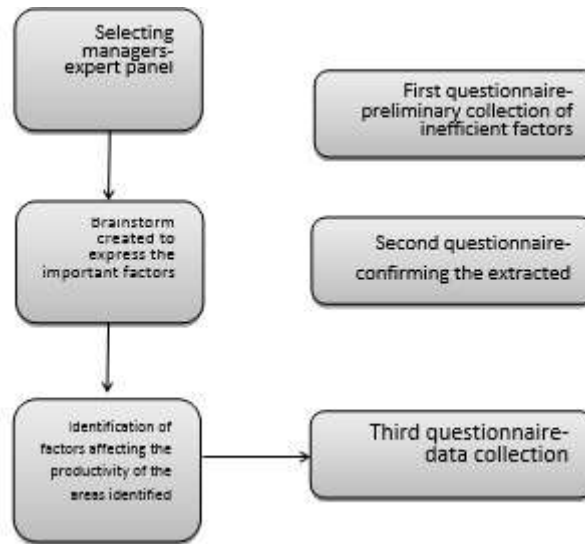 Selecting
managers-
expert panel
First questionnaire-
preliminary collection of
inefficient factors
Brainstorm
created to
express the
important factors
Second questionnaire-
confirming the extracted
Identification of
factors affecting the
productivity of the
areas identified
Third questionnaire-
data collection